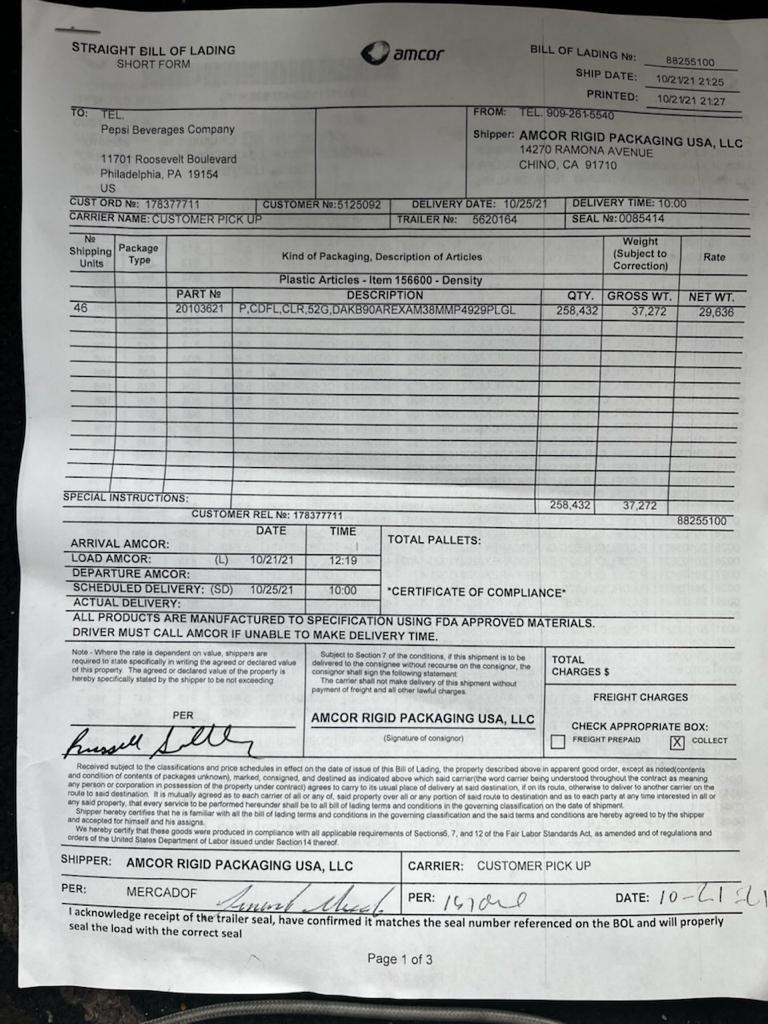 STRAIGHT BILL OF LADING
SHORT FORM
amcor
BILL OF LADING №: 88255100
SHIP DATE: 10/21/21 21:25
PRINTED: 10/21/21 21:27
TO: TEL.
Pepsi Beverages Company
11701 Roosevelt Boulevard
Philadelphia, PA 19154
US
FROM: TEL. 909-261-5540
Shipper: AMCOR RIGID PACKAGING USA, LLC
14270 RAMONA AVENUE
CHINO, CA 91710
CUST ORD №: 178377711 CUSTOMER №:5125092 DELIVERY DATE: 10/25/21 DELIVERY TIME: 10:00
CARRIER NAME: CUSTOMER PICK UP TRAILER №: 5620164 SEAL №:0085414
№ Shipping Units Package Type Kind of Packaging, Description of Articles Weight (Subject to Correction) Rate
Plastic Articles - Item 156600 - Density
PART № DESCRIPTION QTY. GROSS WT. NET WT.
46 20103621 P,CDFL,CLR,52G,DAKB90AREXAM38MMP4929PLGL 258,432 37,272 29,636
SPECIAL INSTRUCTIONS: 258,432 37,272
CUSTOMER REL №: 178377711 88255100
DATE TIME
ARRIVAL AMCOR:
LOAD AMCOR: (L) 10/21/21 12:19
DEPARTURE AMCOR:
SCHEDULED DELIVERY: (SD) 10/25/21 10:00
ACTUAL DELIVERY:
TOTAL PALLETS:
*CERTIFICATE OF COMPLIANCE*
ALL PRODUCTS ARE MANUFACTURED TO SPECIFICATION USING FDA APPROVED MATERIALS.
DRIVER MUST CALL AMCOR IF UNABLE TO MAKE DELIVERY TIME.
Note - Where the rate is dependent on value, shippers are
required to state specifically in writing the agreed or declared value
of this property. The agreed or declared value of the property is
hereby specifically stated by the shipper to be not exceeding
PER
Russell
Subject to Section 7 of the conditions, if this shipment is to be
delivered to the consignee without recourse on the consignor, the
consignor shall sign the following statement:
The carrier shall not make delivery of this shipment without
payment of freight and all other lawful charges.
AMCOR RIGID PACKAGING USA, LLC
(Signature of consignor)
TOTAL
CHARGES $
FREIGHT CHARGES
CHECK APPROPRIATE BOX:
FREIGHT PREPAID X COLLECT
Received subject to the classifications and price schedules in effect on the date of issue of this Bill of Lading, the property described above in apparent good order, except as noted(contents
and condition of contents of packages unknown), marked, consigned, and destined as indicated above which said carrier(the word carrier being understood throughout the contract as meaning
any person or corporation in possession of the property under contract) agrees to carry to its usual place of delivery at said destination, if on its route, otherwise to deliver to another carrier on the
route to said destination. It is mutually agreed as to each carrier of all or any of, said property over all or any portion of said route to destination and as to each party at any time interested in all or
any said property, that every service to be performed hereunder shall be to all bill of lading terms and conditions in the governing classification on the date of shipment.
Shipper hereby certifies that he is familiar with all the bill of lading terms and conditions in the governing classification and the said terms and conditions are hereby agreed to by the shipper
and accepted for himself and his assigns.
We hereby certify that these goods were produced in compliance with all applicable requirements of Sections6, 7, and 12 of the Fair Labor Standards Act, as amended and of regulations and
orders of the United States Department of Labor issued under Section 14 thereof.
SHIPPER: AMCOR RIGID PACKAGING USA, LLC CARRIER: CUSTOMER PICK UP
PER: MERCADOF PER: DATE: 10-21-21
I acknowledge receipt of the trailer seal, have confirmed it matches the seal number referenced on the BOL and will properly
seal the load with the correct seal
Page 1 of 3